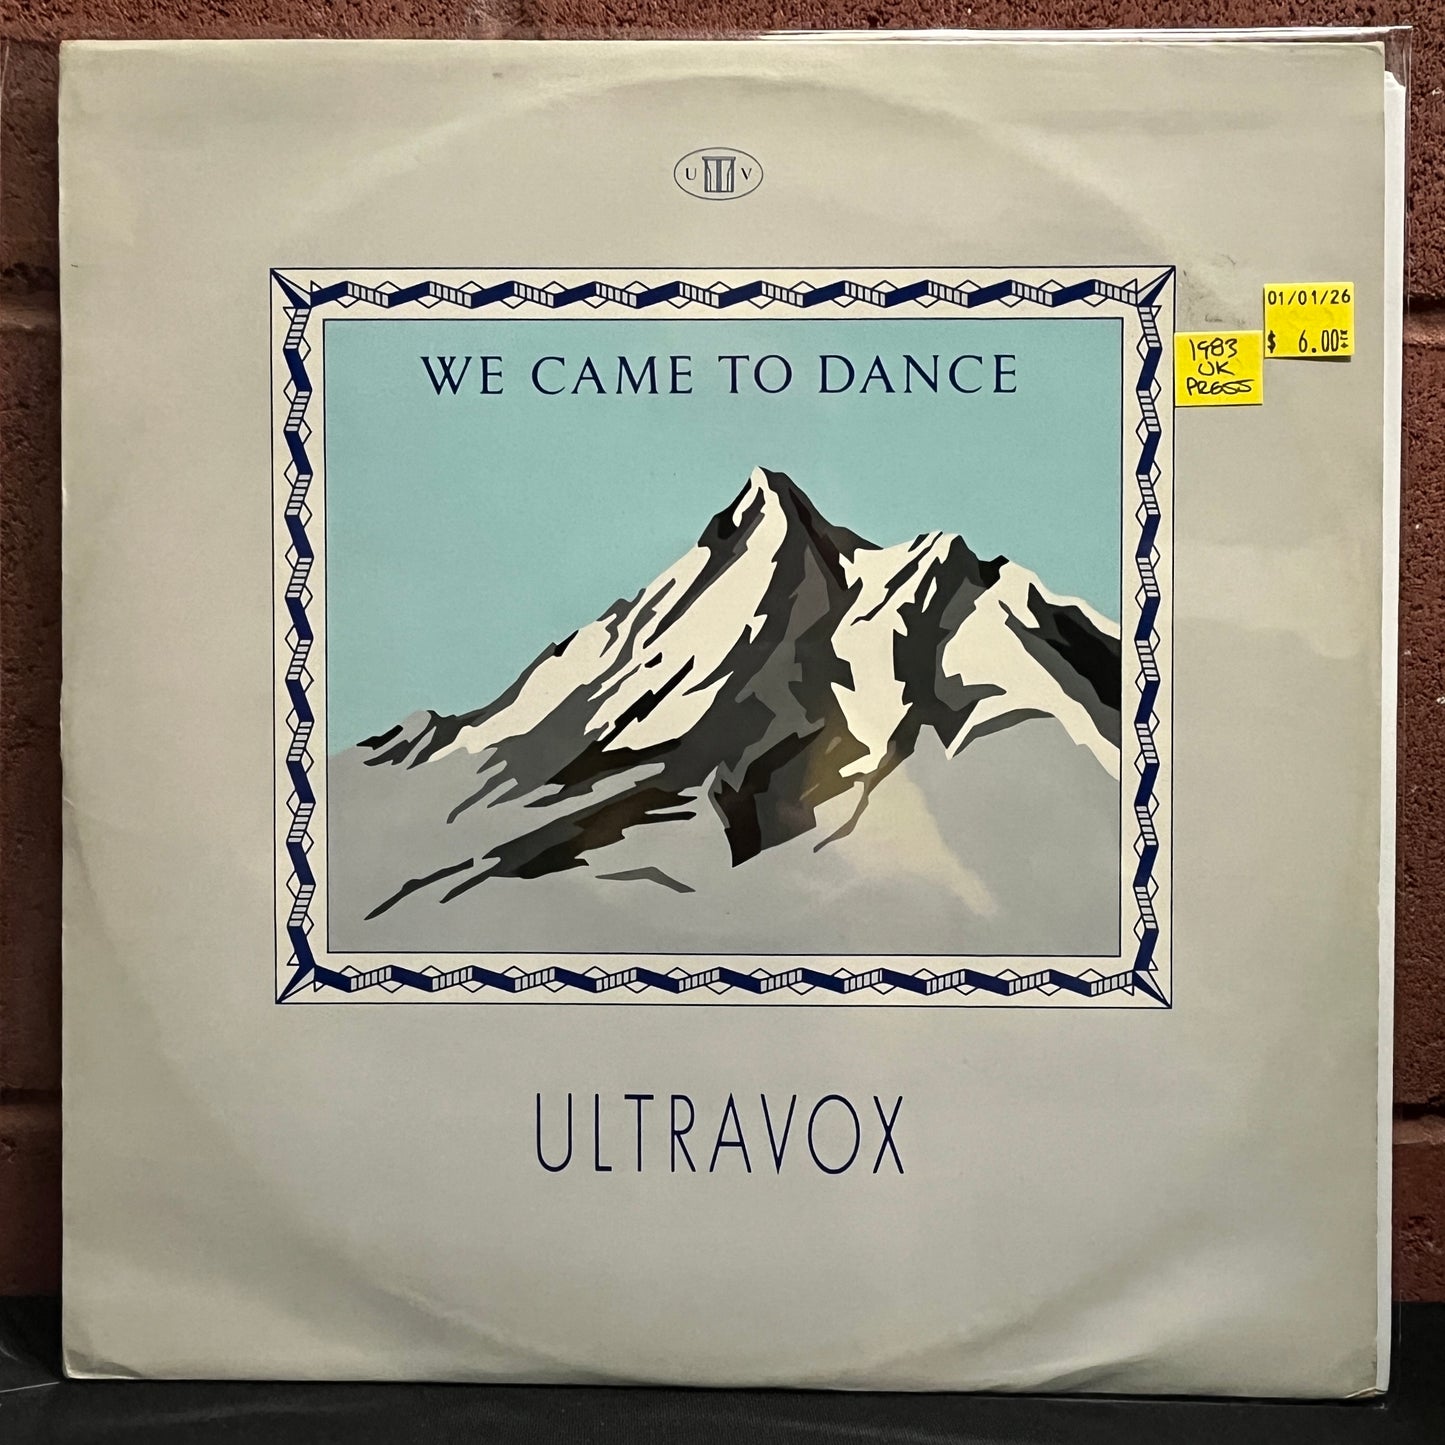 U V
WE CAME TO DANCE
01/01/26
$ 6.00
1983
UK
PRESS
ULTRAVOX